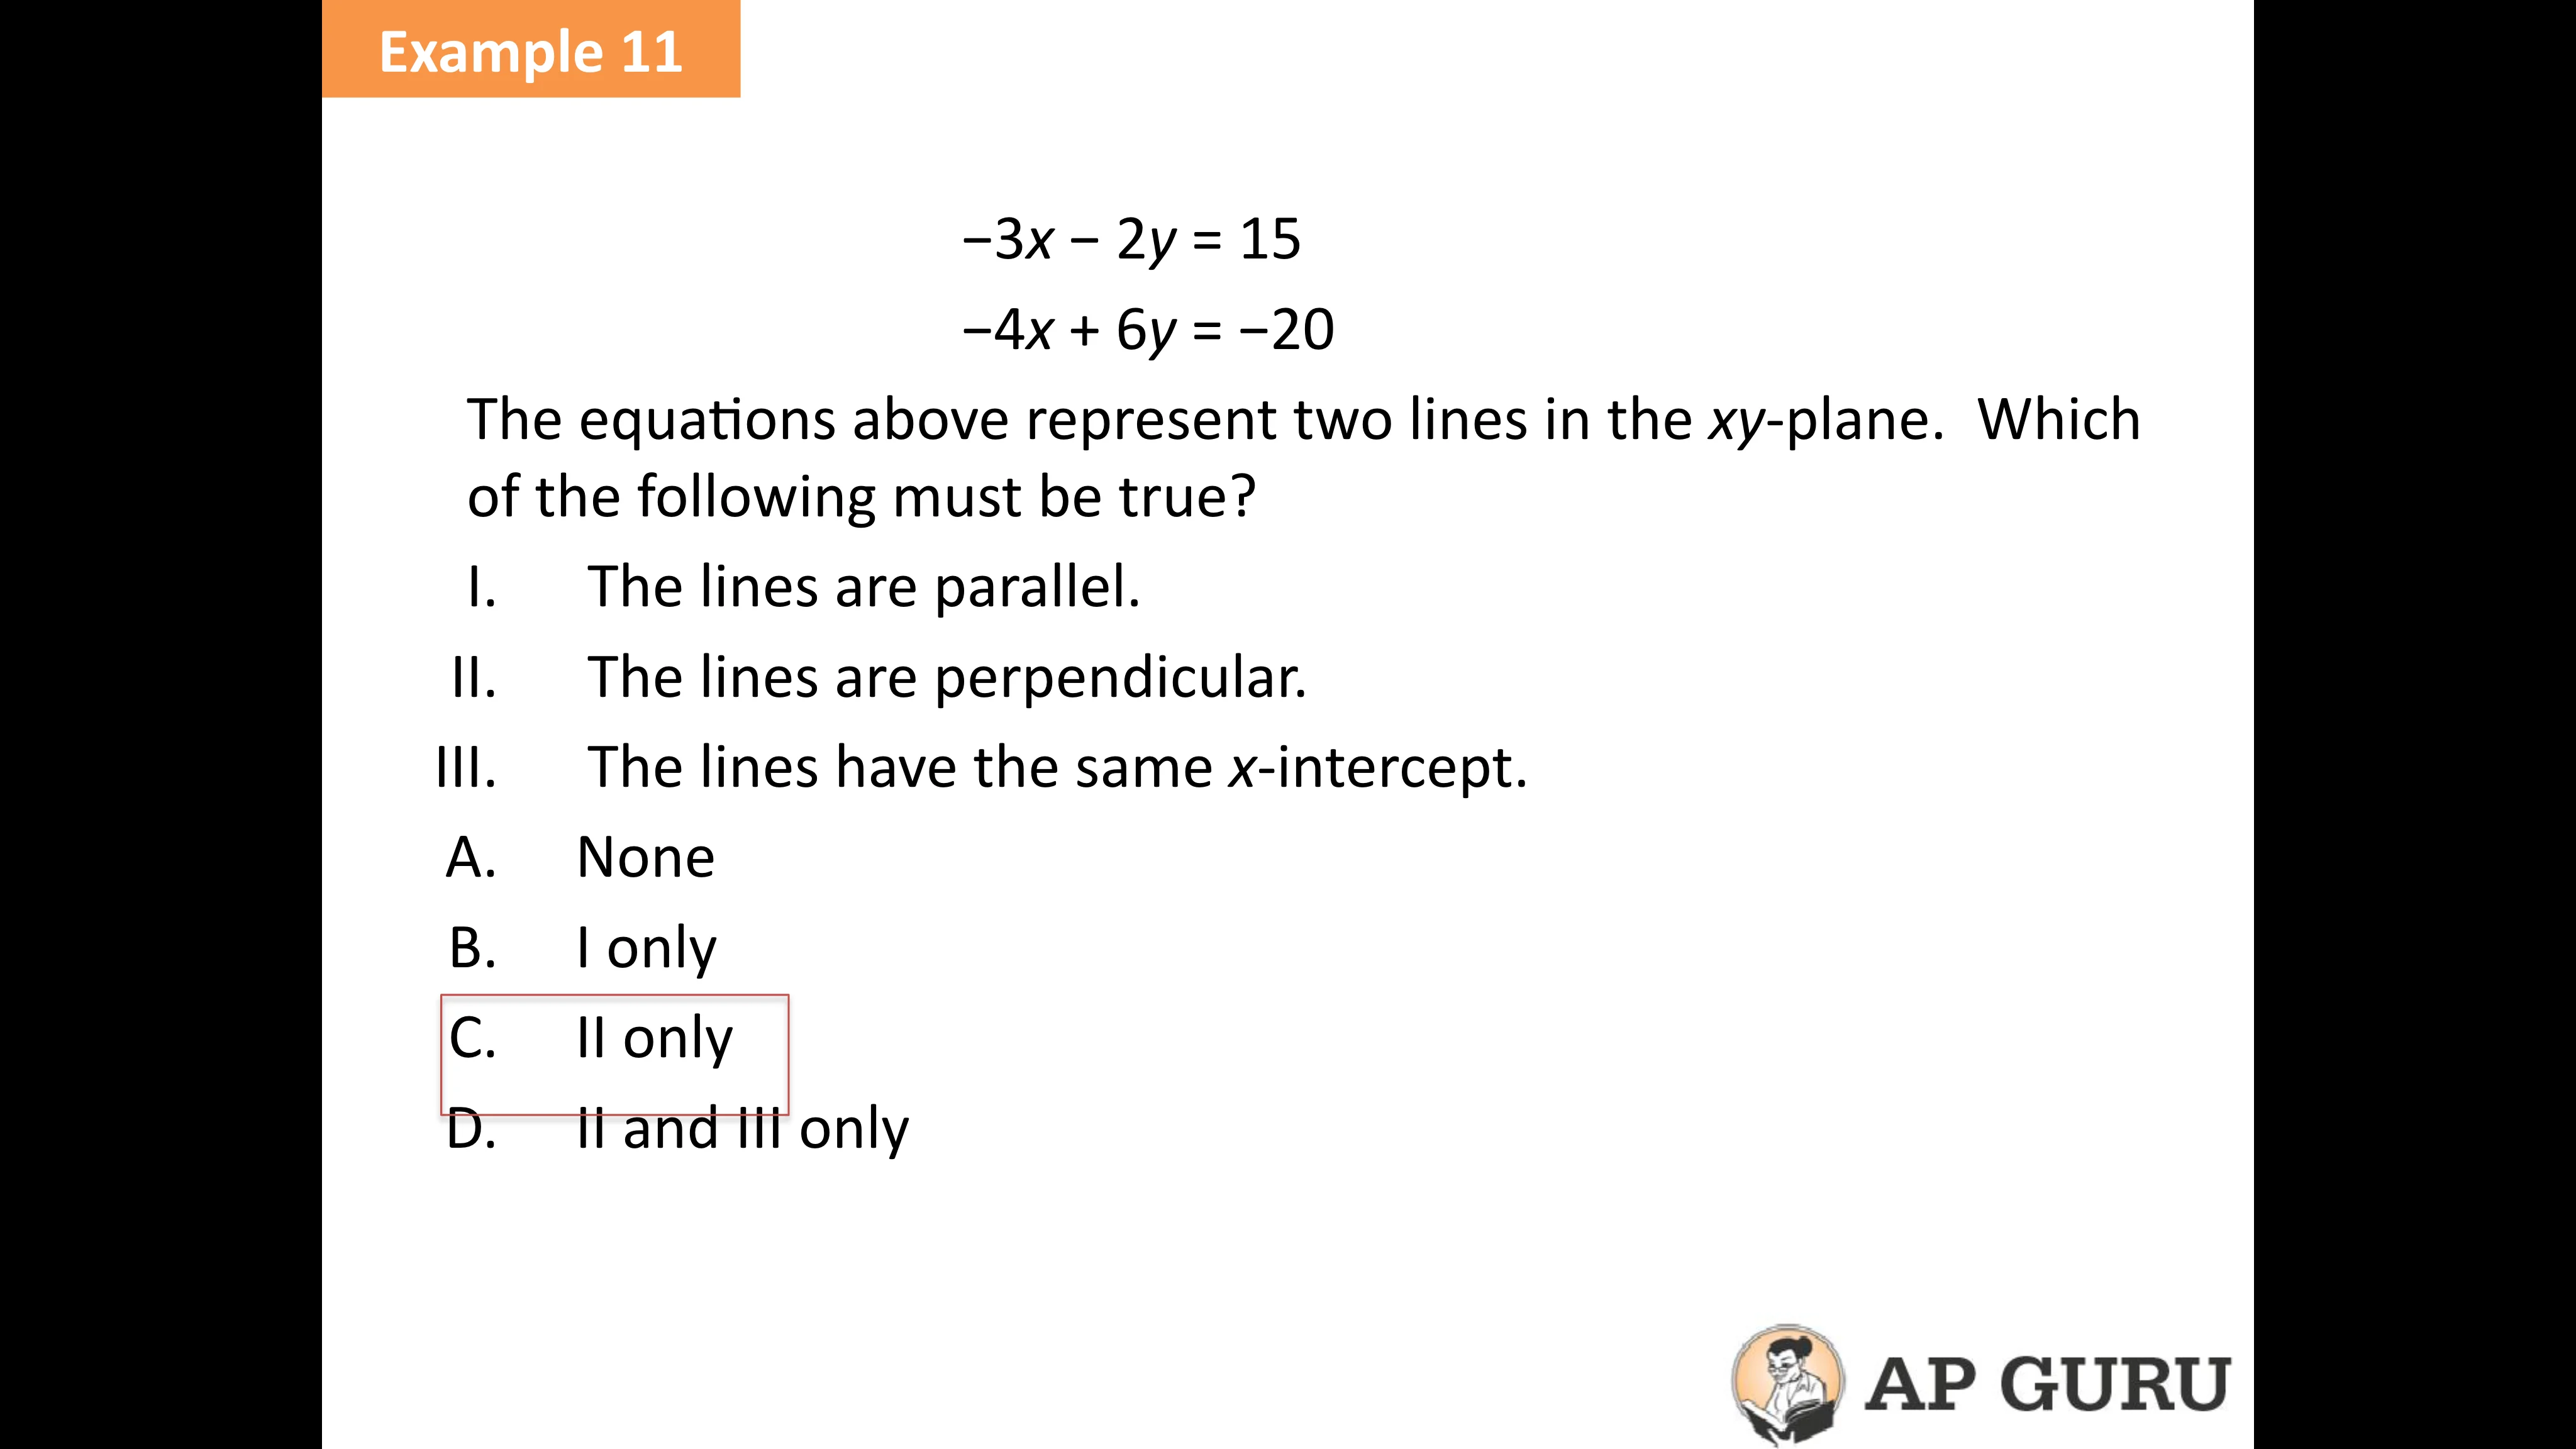 Example 11
−3x − 2y = 15
−4x + 6y = −20
The equations above represent two lines in the xy-plane.  Which
of the following must be true?
I. The lines are parallel.
II. The lines are perpendicular.
III. The lines have the same x-intercept.
A. None
B. I only
C. II only
D. II and III only
AP GURU